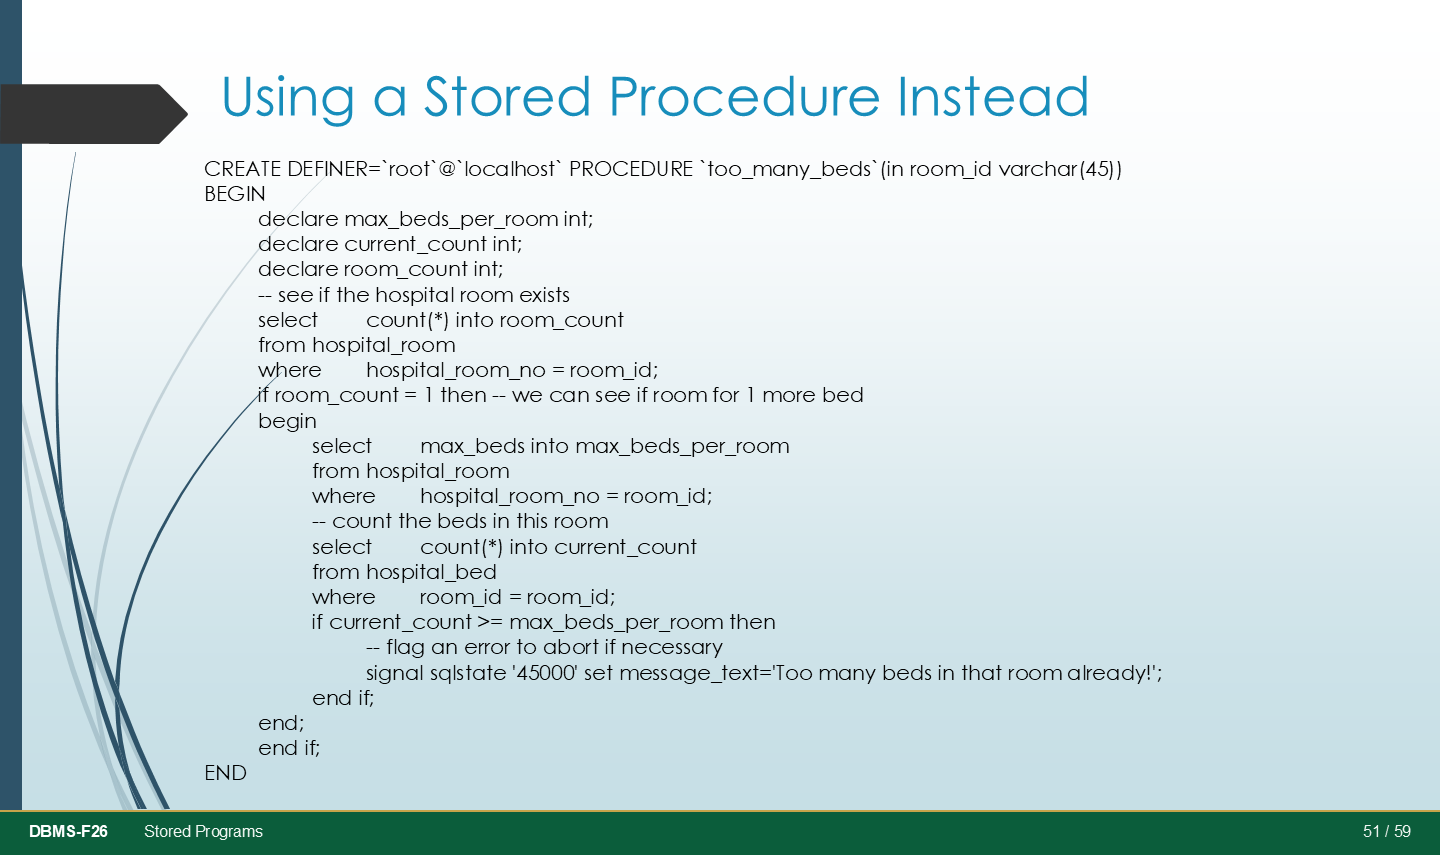 Using a Stored Procedure Instead
CREATE DEFINER=`root`@`localhost` PROCEDURE `too_many_beds`(in room_id varchar(45))
BEGIN
declare max_beds_per_room int;
declare current_count int;
declare room_count int;
-- see if the hospital room exists
select count(*) into room_count
from hospital_room
where hospital_room_no = room_id;
if room_count = 1 then -- we can see if room for 1 more bed
begin
select max_beds into max_beds_per_room
from hospital_room
where hospital_room_no = room_id;
-- count the beds in this room
select count(*) into current_count
from hospital_bed
where room_id = room_id;
if current_count >= max_beds_per_room then
-- flag an error to abort if necessary
signal sqlstate '45000' set message_text='Too many beds in that room already!';
end if;
end;
end if;
END
DBMS-F26 Stored Programs 51 / 59